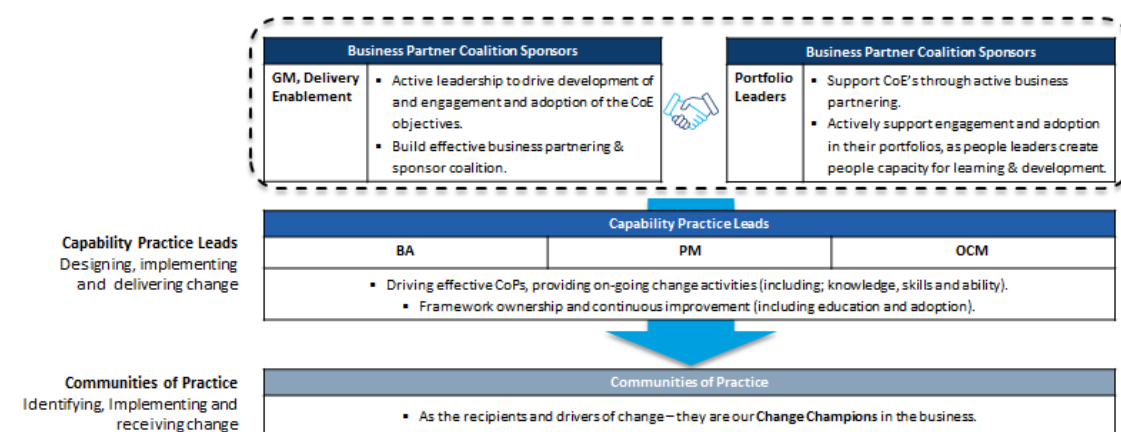 Business Partner Coalition Sponsors
GM, Delivery
Enablement
▪ Active leadership to drive development of
and engagement and adoption of the CoE
objectives.
▪ Build effective business partnering &
sponsor coalition.
Business Partner Coalition Sponsors
Portfolio
Leaders
▪ Support CoE's through active business
partnering.
▪ Actively support engagement and adoption
in their portfolios, as people leaders create
people capacity for learning & development.
Capability Practice Leads
Designing, implementing
and delivering change
Capability Practice Leads
BA
PM
OCM
▪ Driving effective CoPs, providing on-going change activities (including; knowledge, skills and ability).
▪ Framework ownership and continuous improvement (including education and adoption).
Communities of Practice
Identifying, Implementing and
receiving change
Communities of Practice
▪ As the recipients and drivers of change – they are our Change Champions in the business.